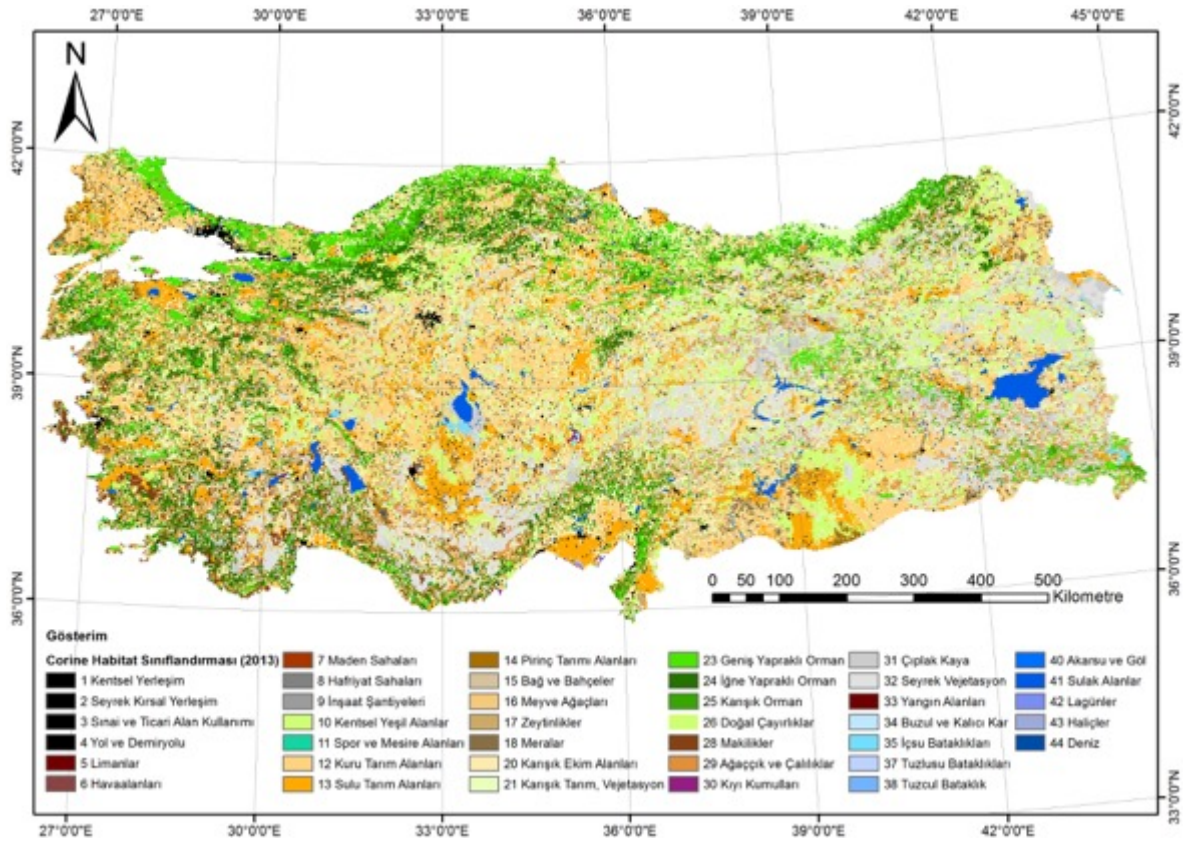 27°0'0"E 30°0'0"E 33°0'0"E 36°0'0"E 39°0'0"E 42°0'0"E 45°0'0"E
N
42°0'0"N
39°0'0"N
36°0'0"N
42°0'0"N
39°0'0"N
36°0'0"N
33°0'0"N
0 50 100 200 300 400 500
Kilometre
Gösterim
Corine Habitat Sınıflandırması (2013)
1 Kentsel Yerleşim
2 Seyrek Kırsal Yerleşim
3 Sınai ve Ticari Alan Kullanımı
4 Yol ve Demiryolu
5 Limanlar
6 Havaalanları
7 Maden Sahaları
8 Hafriyat Sahaları
9 İnşaat Şantiyeleri
10 Kentsel Yeşil Alanlar
11 Spor ve Mesire Alanları
12 Kuru Tarım Alanları
13 Sulu Tarım Alanları
14 Pirinç Tarımı Alanları
15 Bağ ve Bahçeler
16 Meyve Ağaçları
17 Zeytinlikler
18 Meralar
20 Karışık Ekim Alanları
21 Karışık Tarım, Vejetasyon
23 Geniş Yapraklı Orman
24 İğne Yapraklı Orman
25 Karışık Orman
26 Doğal Çayırlıklar
28 Makilikler
29 Ağaççık ve Çalılıklar
30 Kıyı Kumulları
31 Çıplak Kaya
32 Seyrek Vejetasyon
33 Yangın Alanları
34 Buzul ve Kalıcı Kar
35 İçsu Bataklıkları
37 Tuzlusu Bataklıkları
38 Tuzcul Bataklık
40 Akarsu ve Göl
41 Sulak Alanlar
42 Lagünler
43 Haliçler
44 Deniz
27°0'0"E 30°0'0"E 33°0'0"E 36°0'0"E 39°0'0"E 42°0'0"E